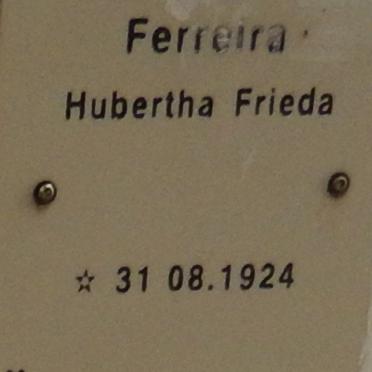 Ferreira
Hubertha Frieda
☆ 31 08.1924